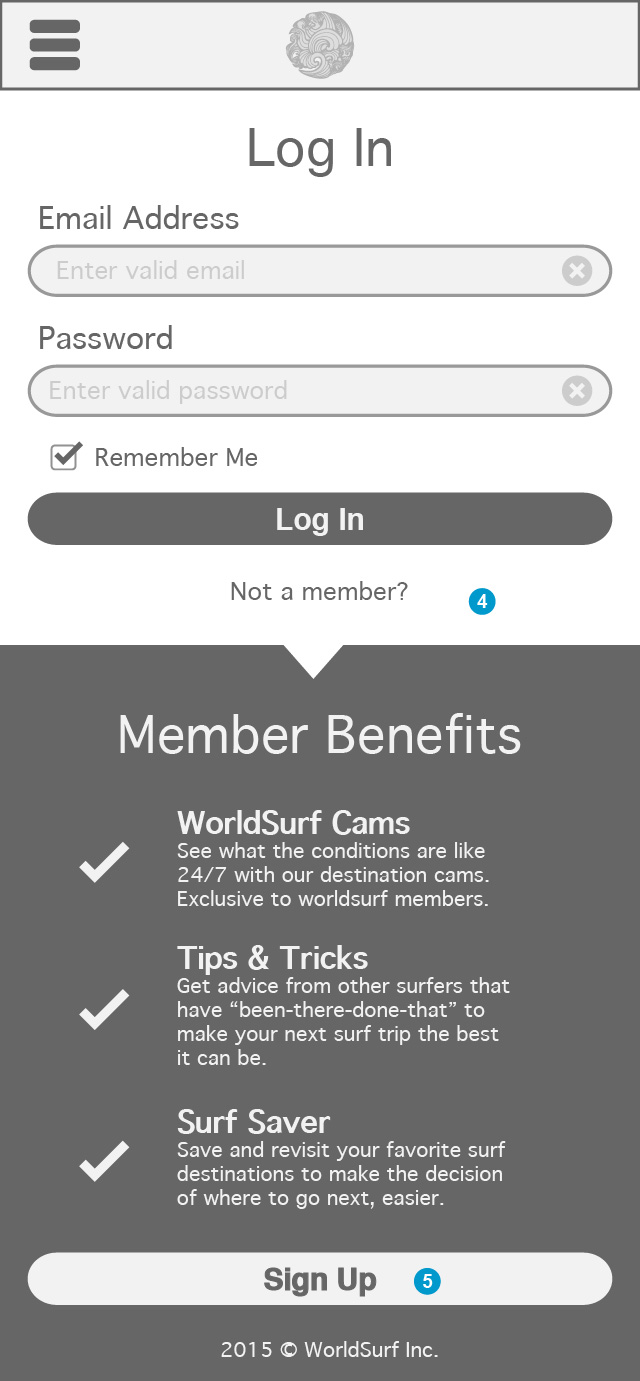 Log In
Email Address
Enter valid email
Password
Enter valid password
Remember Me
Log In
Not a member?
4
Member Benefits
WorldSurf Cams
See what the conditions are like
24/7 with our destination cams.
Exclusive to worldsurf members.
Tips & Tricks
Get advice from other surfers that
have “been-there-done-that” to
make your next surf trip the best
it can be.
Surf Saver
Save and revisit your favorite surf
destinations to make the decision
of where to go next, easier.
Sign Up 5
2015 © WorldSurf Inc.